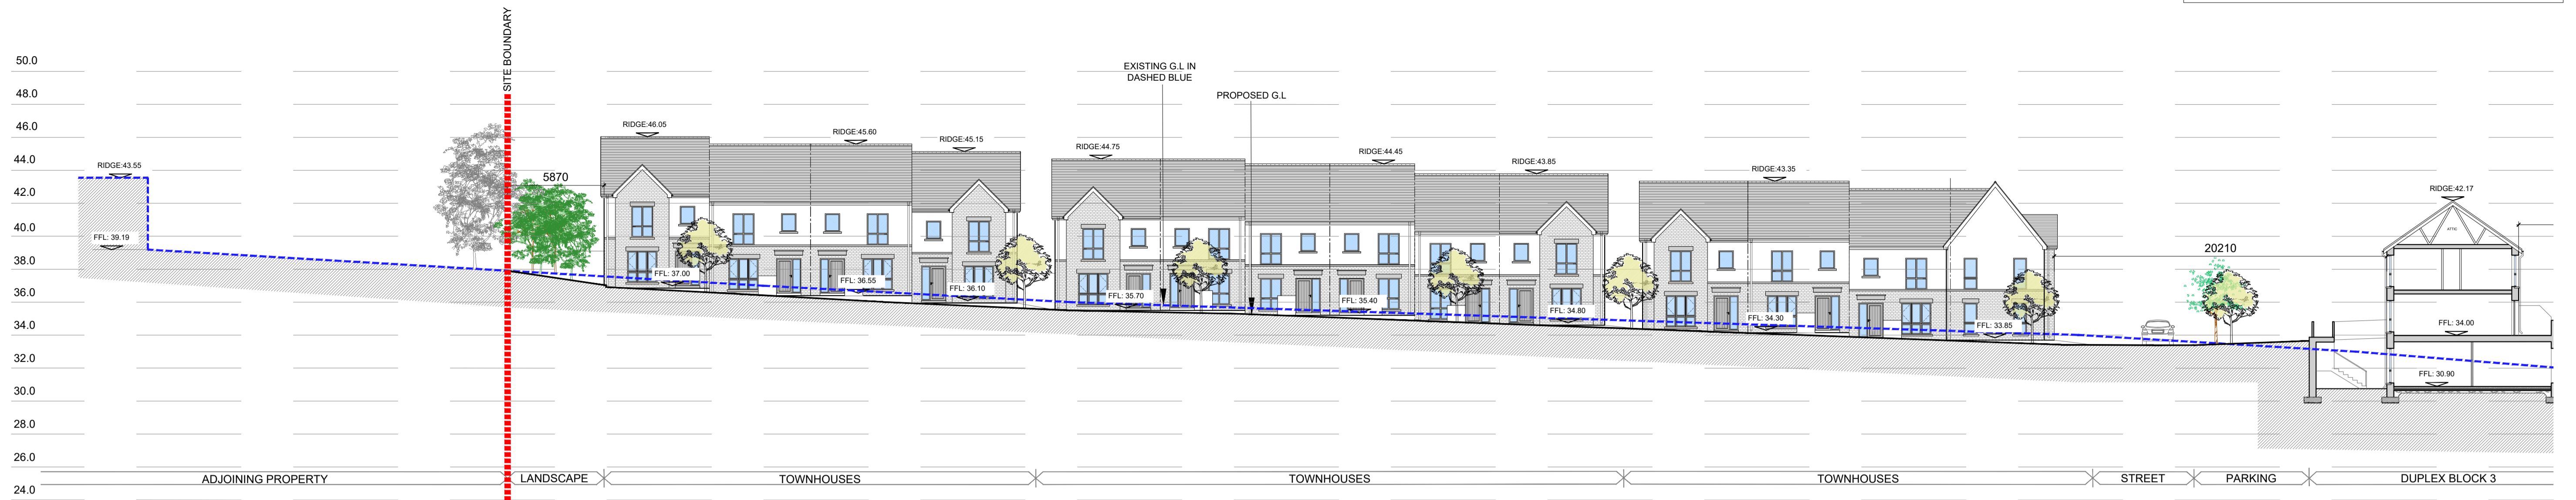 SITE BOUNDARY
50.0
48.0
46.0
44.0
42.0
40.0
38.0
36.0
34.0
32.0
30.0
28.0
26.0
24.0
EXISTING G.L IN
DASHED BLUE
PROPOSED G.L
RIDGE:43.55
FFL: 39.19
5870
RIDGE:46.05
RIDGE:45.60
RIDGE:45.15
RIDGE:44.75
RIDGE:44.45
RIDGE:43.85
RIDGE:43.35
RIDGE:42.17
ATTIC
20210
FFL: 37.00
FFL: 36.55
FFL: 36.10
FFL: 35.70
FFL: 35.40
FFL: 34.80
FFL: 34.30
FFL: 33.85
FFL: 34.00
FFL: 30.90
ADJOINING PROPERTY
LANDSCAPE
TOWNHOUSES
TOWNHOUSES
TOWNHOUSES
STREET
PARKING
DUPLEX BLOCK 3